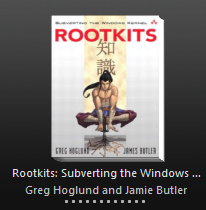 SUBVERTING THE WINDOWS KERNEL
ROOTKITS
知
識
GREG HOGLUND
JAMES BUTLER
Rootkits: Subverting the Windows ...
Greg Hoglund and Jamie Butler